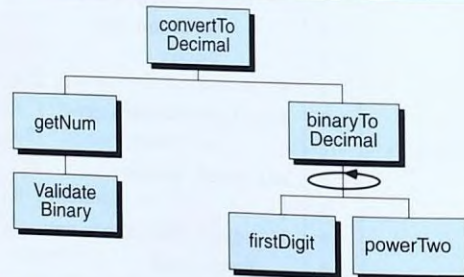 convertTo
Decimal
getNum
binaryTo
Decimal
Validate
Binary
firstDigit
powerTwo